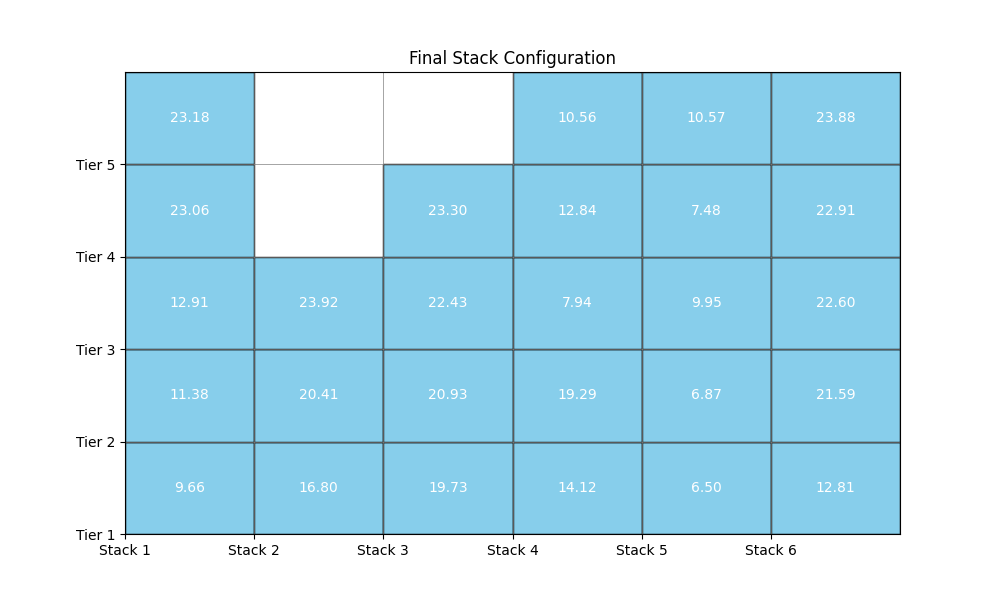 Final Stack Configuration
23.18 10.56 10.57 23.88
Tier 5
23.06 23.30 12.84 7.48 22.91
Tier 4
12.91 23.92 22.43 7.94 9.95 22.60
Tier 3
11.38 20.41 20.93 19.29 6.87 21.59
Tier 2
9.66 16.80 19.73 14.12 6.50 12.81
Tier 1
Stack 1 Stack 2 Stack 3 Stack 4 Stack 5 Stack 6